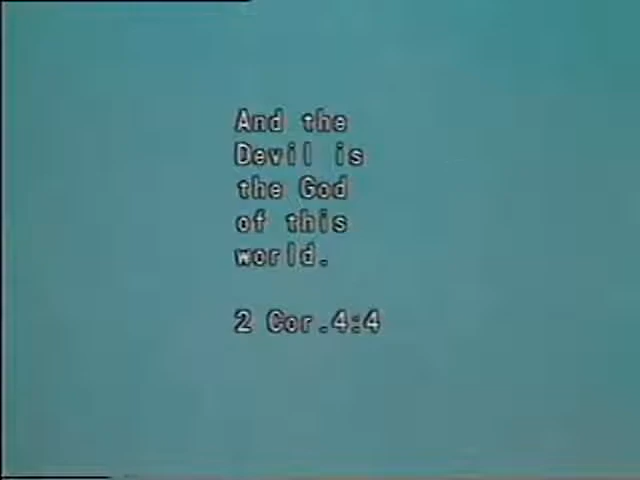 And the
Devil is
the God
of this
world.
2 Cor.4:4